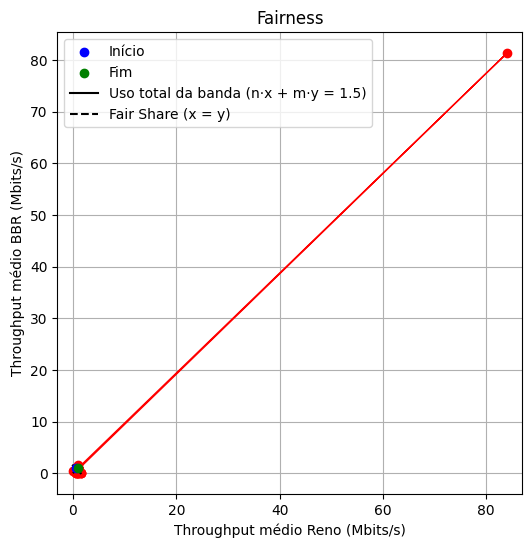 Fairness
Início
Fim
Uso total da banda (n·x + m·y = 1.5)
Fair Share (x = y)
80
70
60
50
40
30
20
10
0
Throughput médio BBR (Mbits/s)
0 20 40 60 80
Throughput médio Reno (Mbits/s)